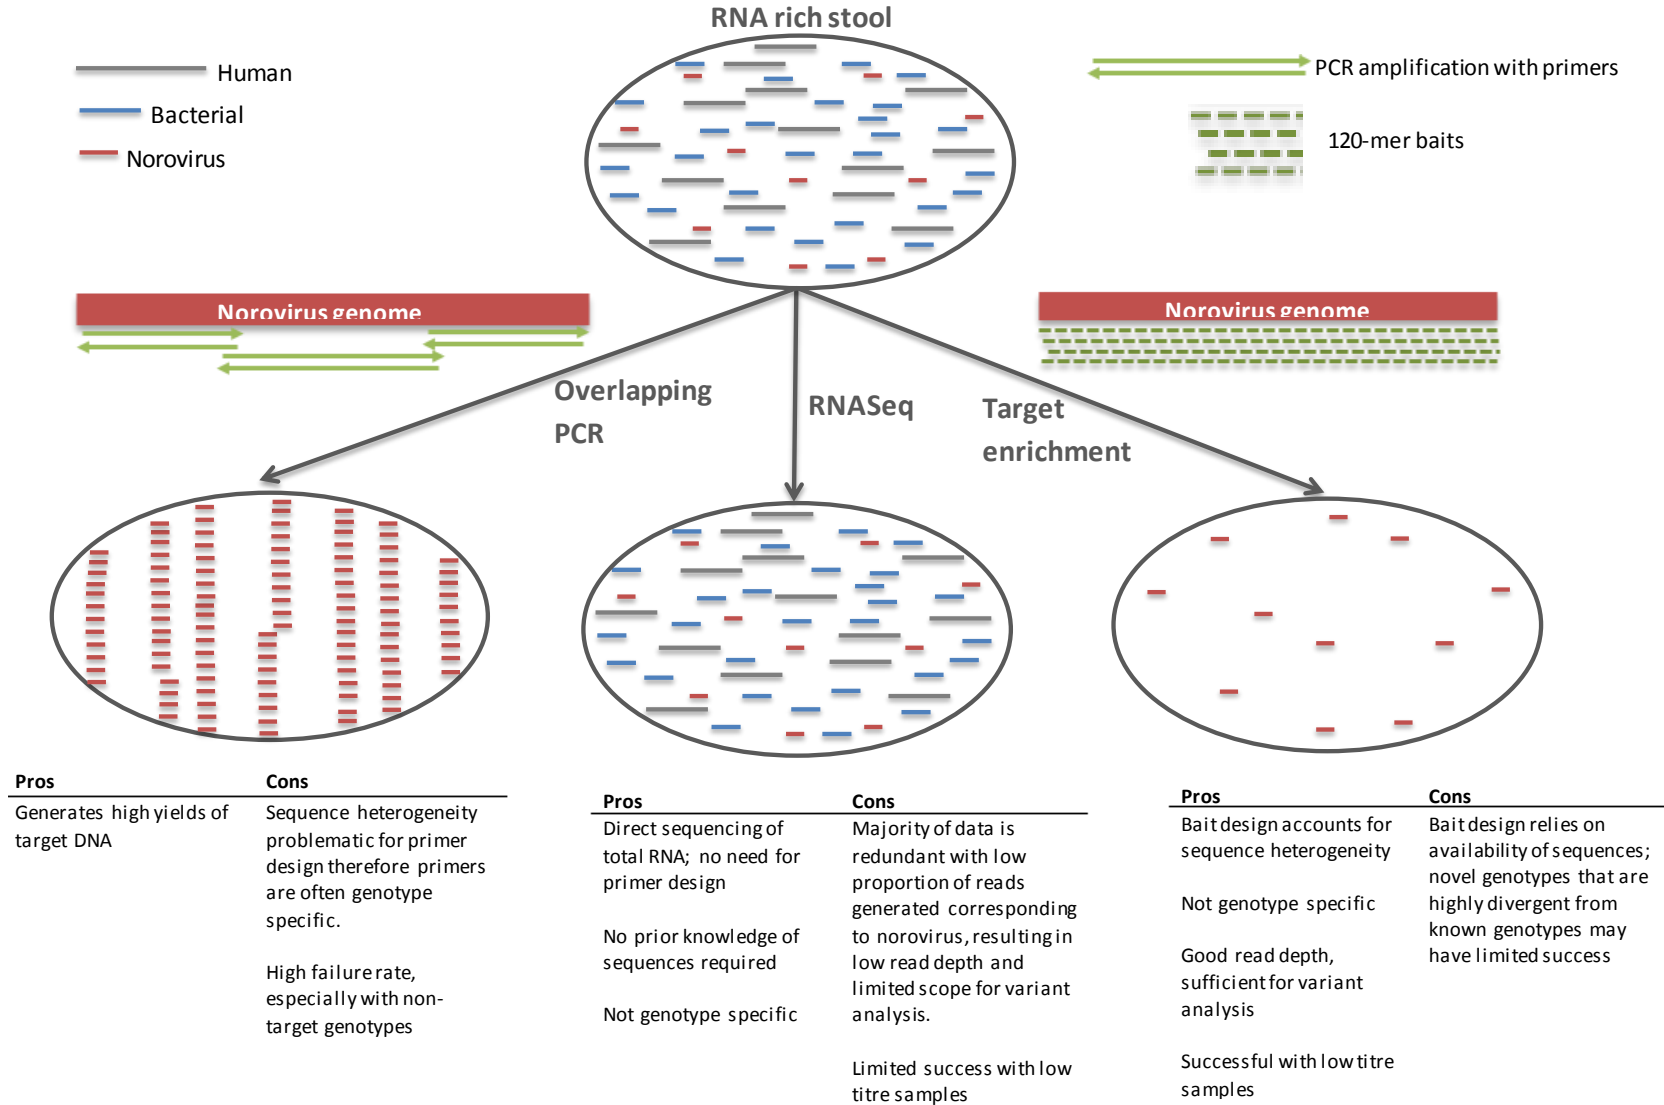 RNA rich stool
Human
Bacterial
Norovirus
PCR amplification with primers
120-mer baits
Norovirus genome
Norovirus genome
Overlapping
PCR
RNASeq
Target
enrichment
Pros
Cons
Generates high yields of
target DNA
Sequence heterogeneity
problematic for primer
design therefore primers
are often genotype
specific.
High failure rate,
especially with non-
target genotypes
Pros
Cons
Direct sequencing of
total RNA; no need for
primer design
No prior knowledge of
sequences required
Not genotype specific
Majority of data is
redundant with low
proportion of reads
generated corresponding
to norovirus, resulting in
low read depth and
limited scope for variant
analysis.
Limited success with low
titre samples
Pros
Cons
Bait design accounts for
sequence heterogeneity
Not genotype specific
Good read depth,
sufficient for variant
analysis
Successful with low titre
samples
Bait design relies on
availability of sequences;
novel genotypes that are
highly divergent from
known genotypes may
have limited success